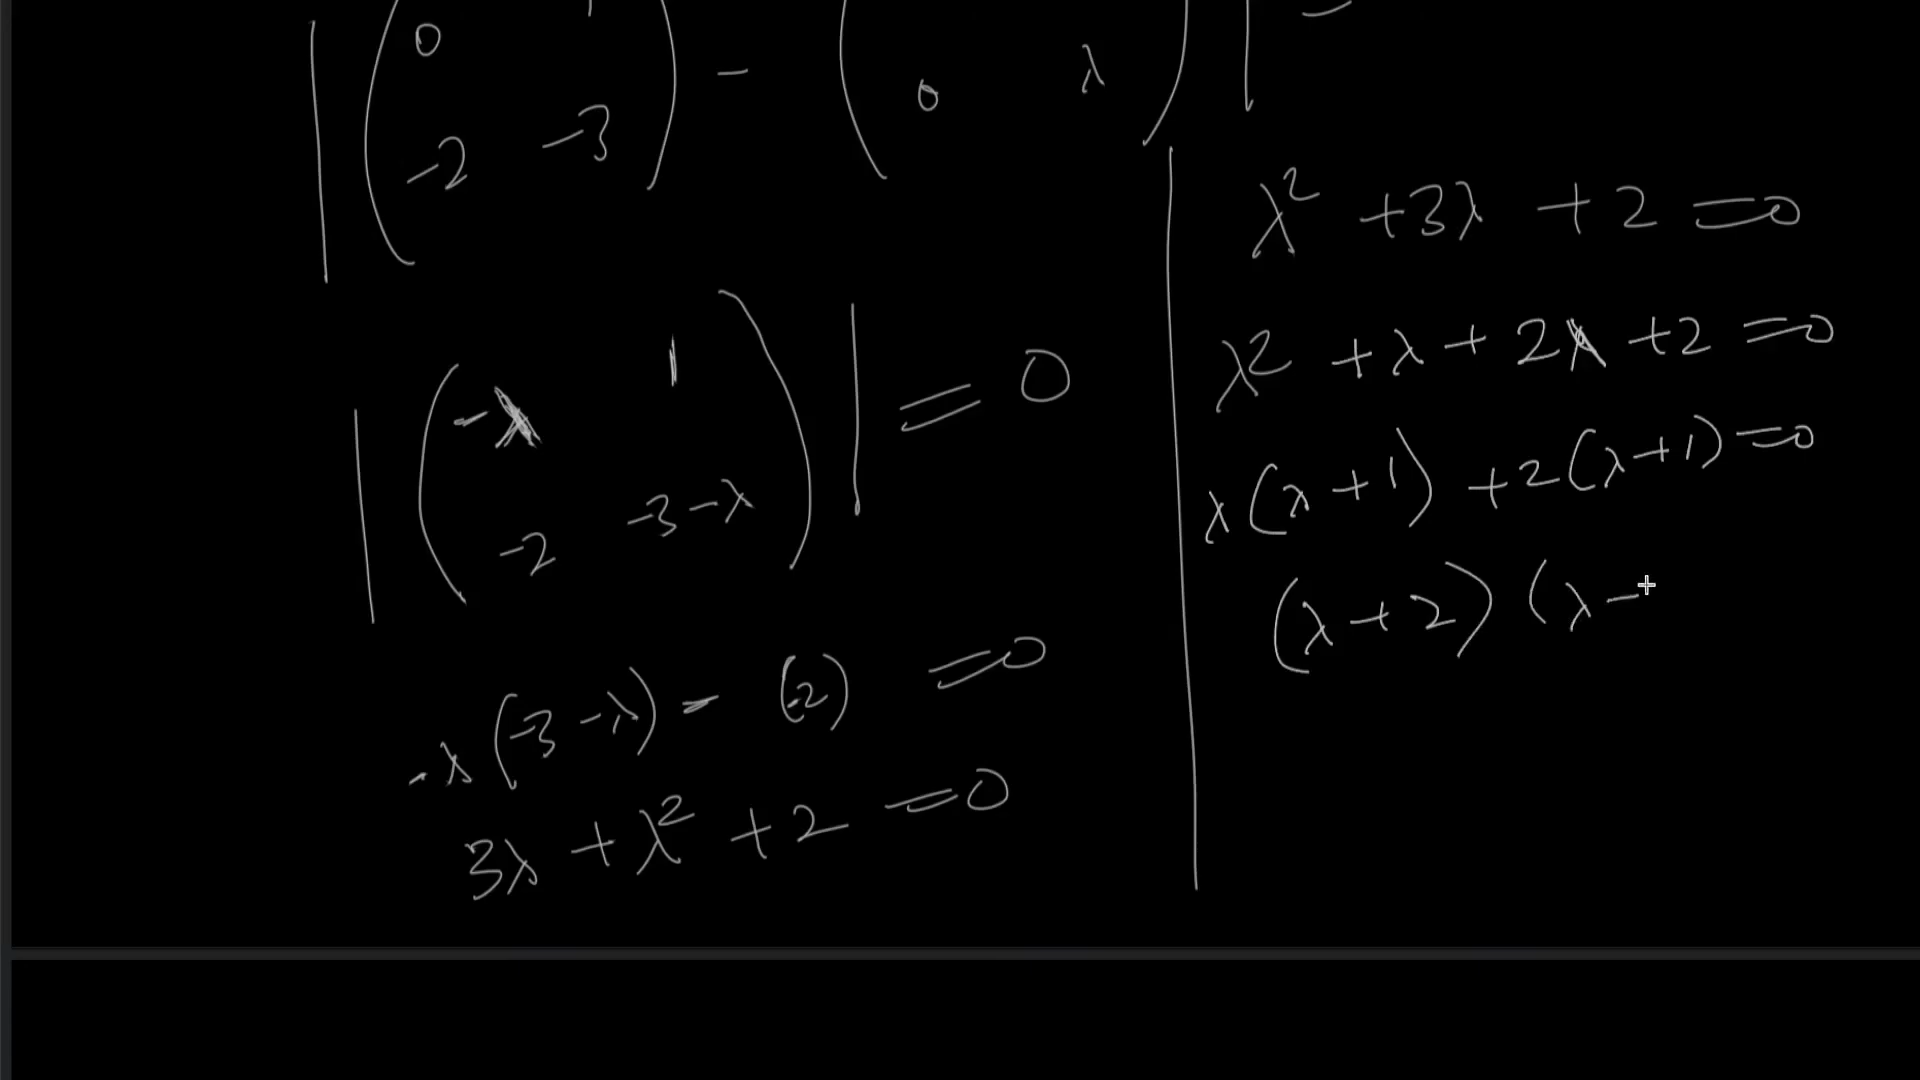 | ( 0 1
-2 -3 ) - ( 0 λ ) | =
| ( -λ 1
-2 -3-λ ) | = 0
-λ(-3-λ) - (-2) = 0
3λ + λ² + 2 = 0
λ² + 3λ + 2 = 0
λ² + λ + 2λ + 2 = 0
λ(λ+1) + 2(λ+1) = 0
(λ+2) (λ-